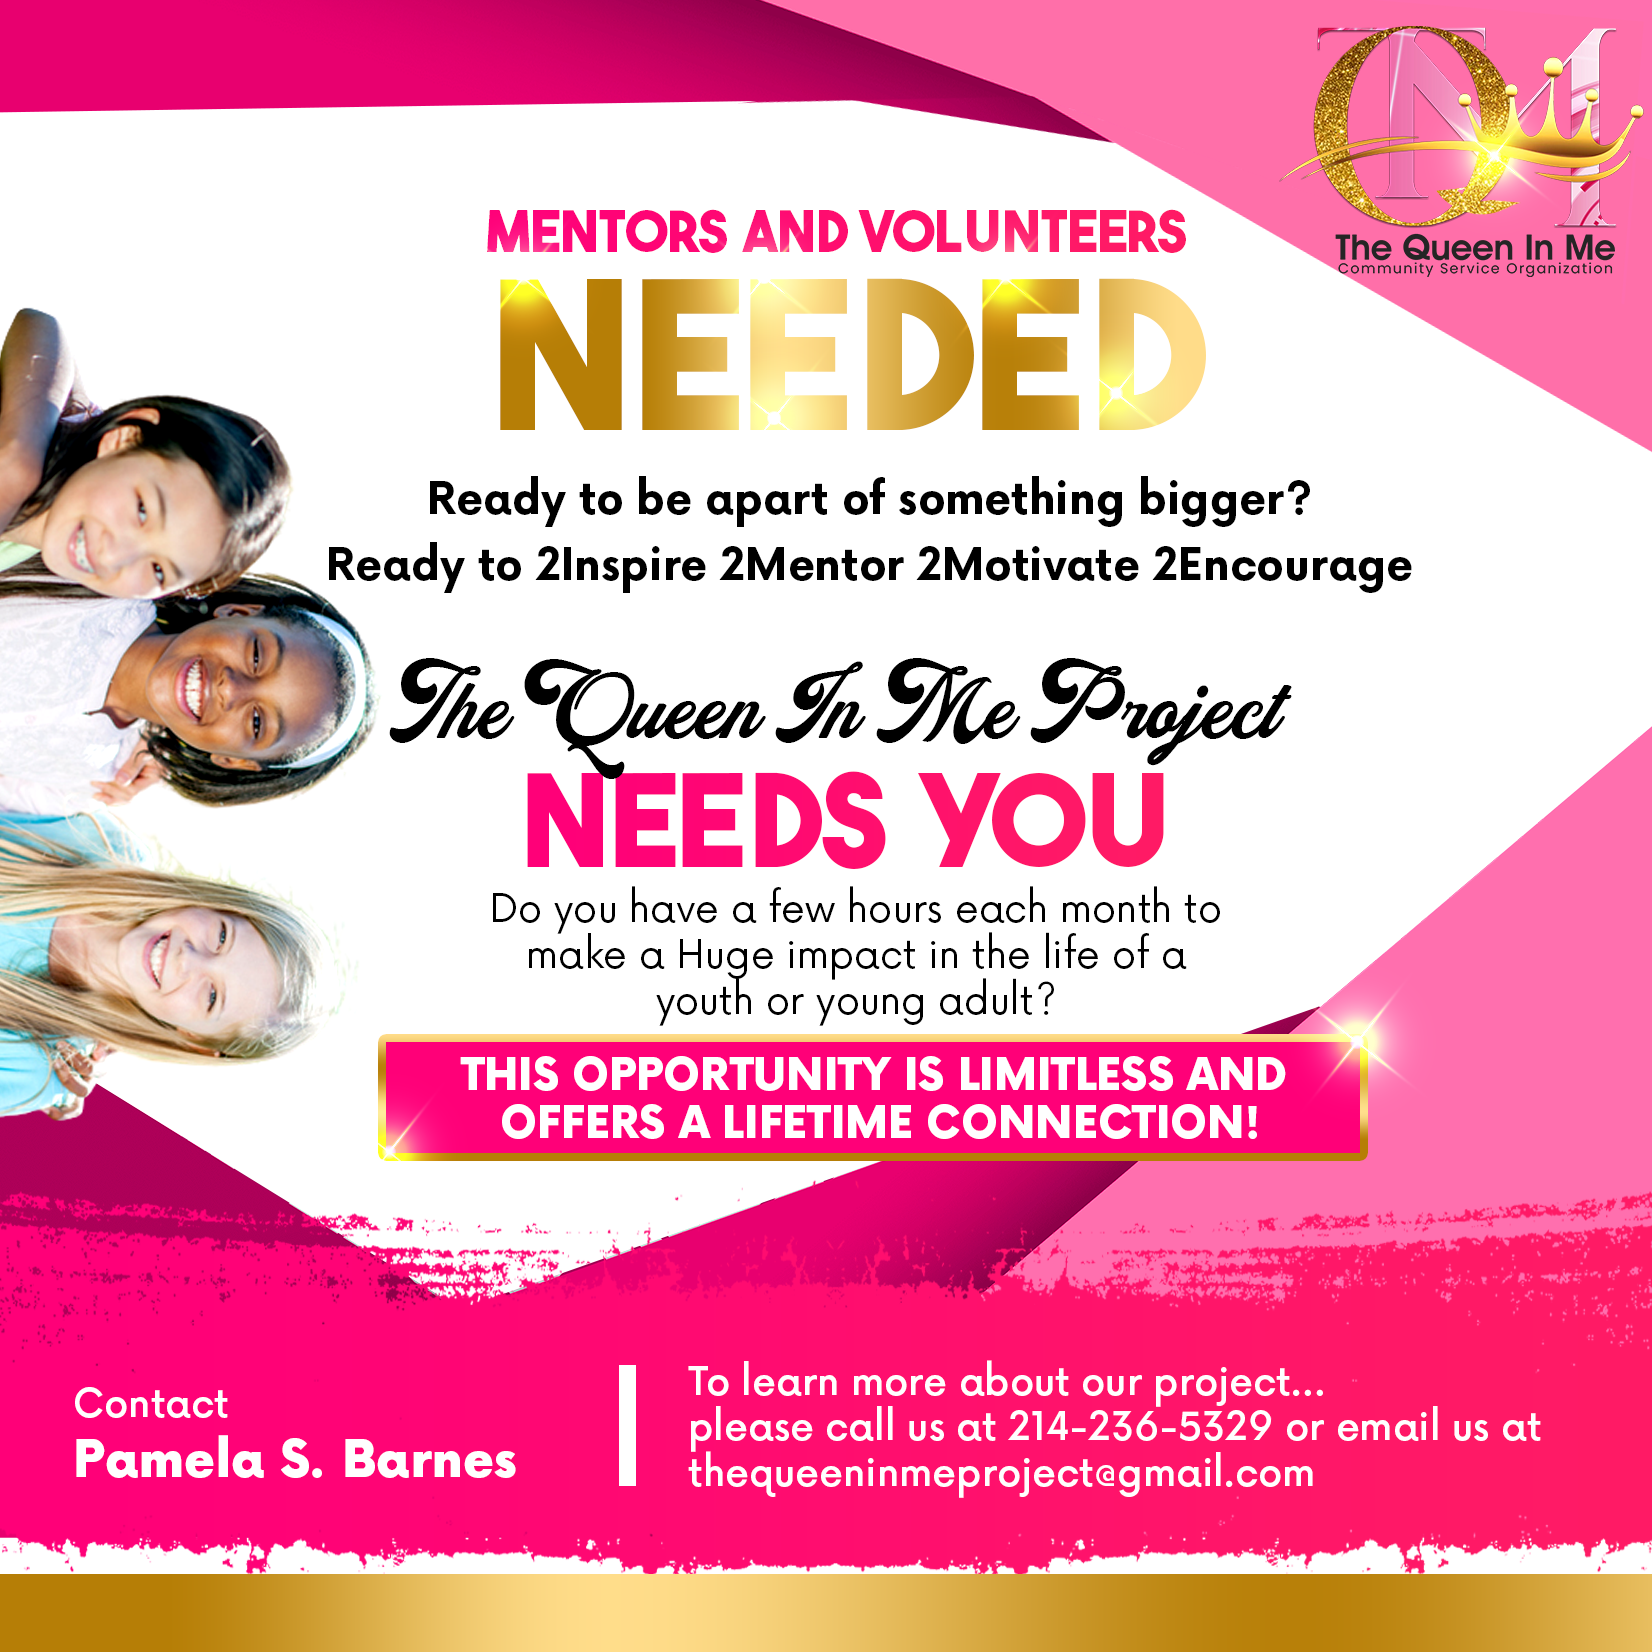 TQIM
The Queen In Me
Community Service Organization
MENTORS AND VOLUNTEERS
NEEDED
Ready to be apart of something bigger?
Ready to 2Inspire 2Mentor 2Motivate 2Encourage
The Queen In Me Project
NEEDS YOU
Do you have a few hours each month to
make a Huge impact in the life of a
youth or young adult?
THIS OPPORTUNITY IS LIMITLESS AND
OFFERS A LIFETIME CONNECTION!
Contact
Pamela S. Barnes
To learn more about our project...
please call us at 214-236-5329 or email us at
thequeeninmeproject@gmail.com